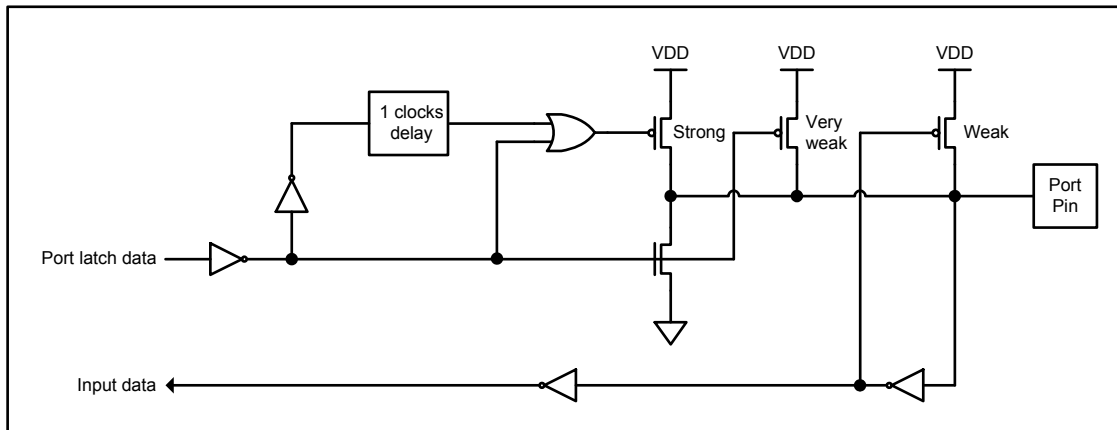 VDD
VDD
VDD
1 clocks
delay
Strong
Very
weak
Weak
Port
Pin
Port latch data
Input data